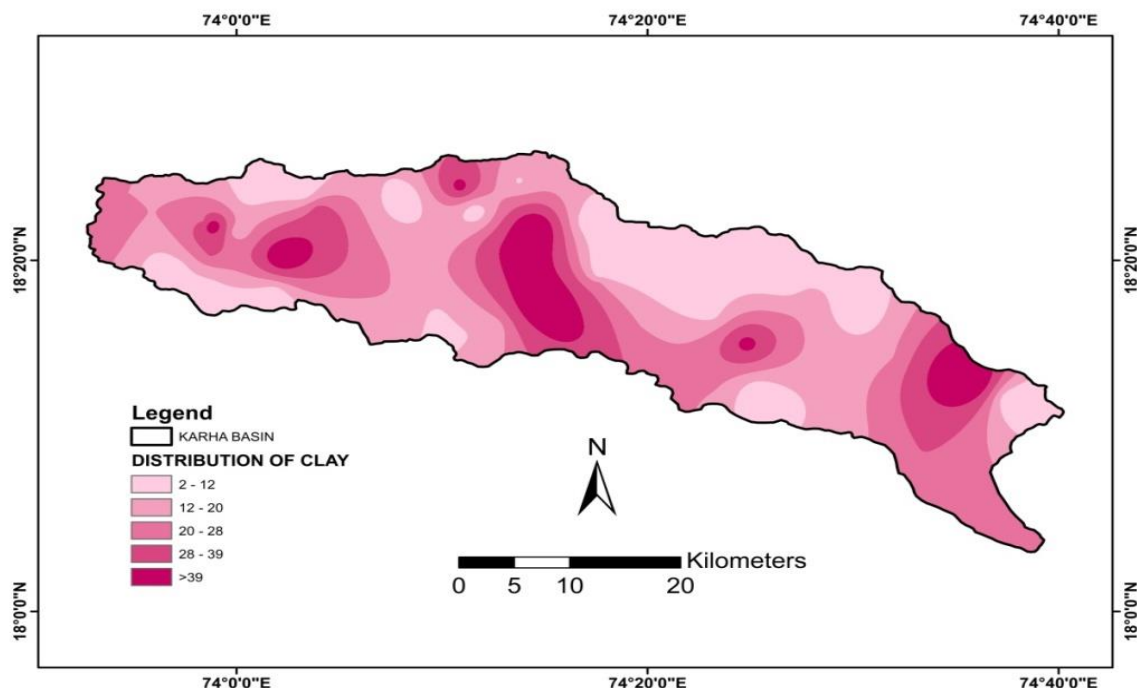 74°0'0"E 74°20'0"E 74°40'0"E
18°20'0"N 18°20'0"N
Legend
KARHA BASIN
DISTRIBUTION OF CLAY
2 - 12
12 - 20
20 - 28
28 - 39
>39
N
Kilometers
0 5 10 20
18°0'0"N 18°0'0"N
74°0'0"E 74°20'0"E 74°40'0"E